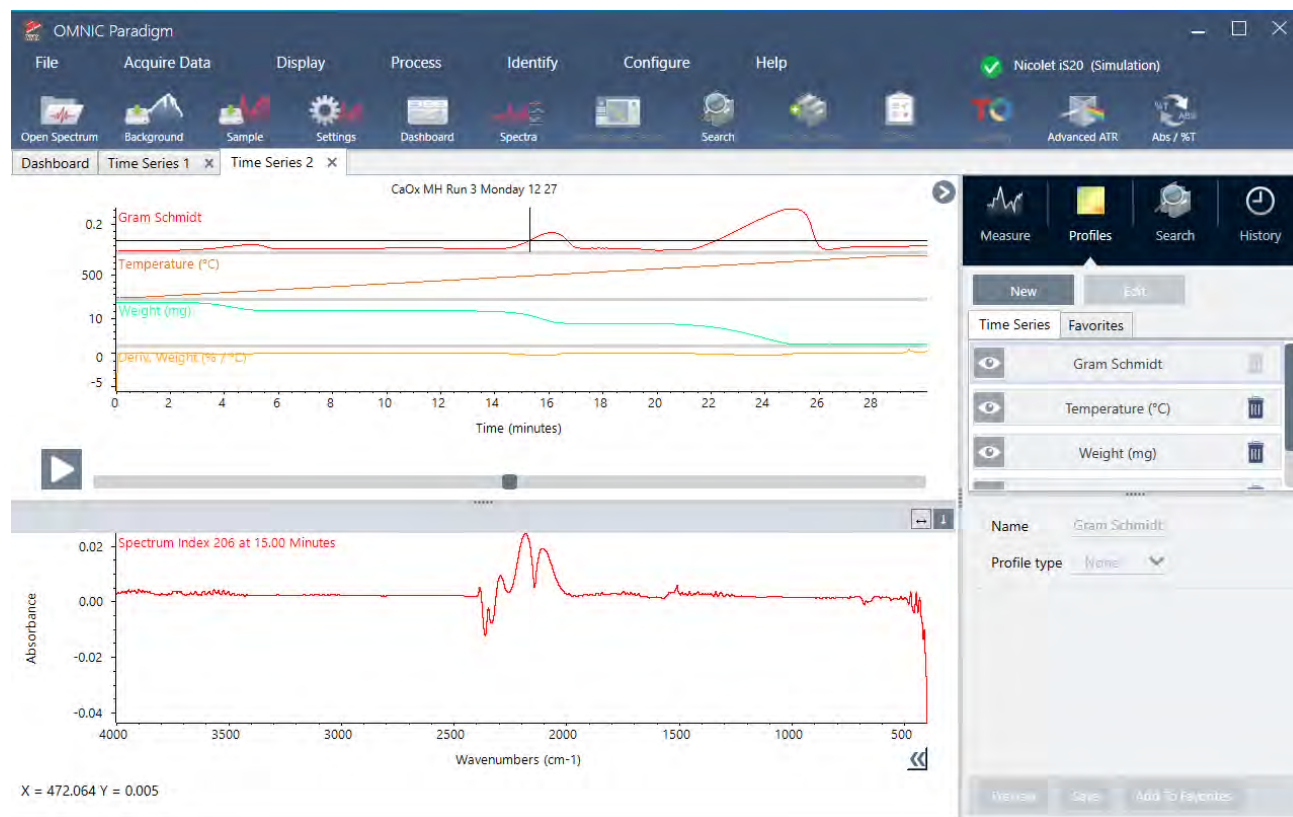 OMNIC Paradigm
File Acquire Data Display Process Identify Configure Help
Nicolet iS20 (Simulation)
Open Spectrum Background Sample Settings Dashboard Spectra Search Advanced ATR Abs / %T
Dashboard Time Series 1 Time Series 2
CaOx MH Run 3 Monday 12 27
Gram Schmidt
0.2
Temperature (°C)
500
Weight (mg)
10
Deriv. Weight (% / °C)
0
-5
0 2 4 6 8 10 12 14 16 18 20 22 24 26 28
Time (minutes)
Spectrum Index 206 at 15.00 Minutes
0.02
0.00
-0.02
-0.04
Absorbance
4000 3500 3000 2500 2000 1500 1000 500
Wavenumbers (cm-1)
X = 472.064 Y = 0.005
Measure Profiles Search History
New Edit
Time Series Favorites
Gram Schmidt
Temperature (°C)
Weight (mg)
Name Gram Schmidt
Profile type None
Preview Save Add To Favorites